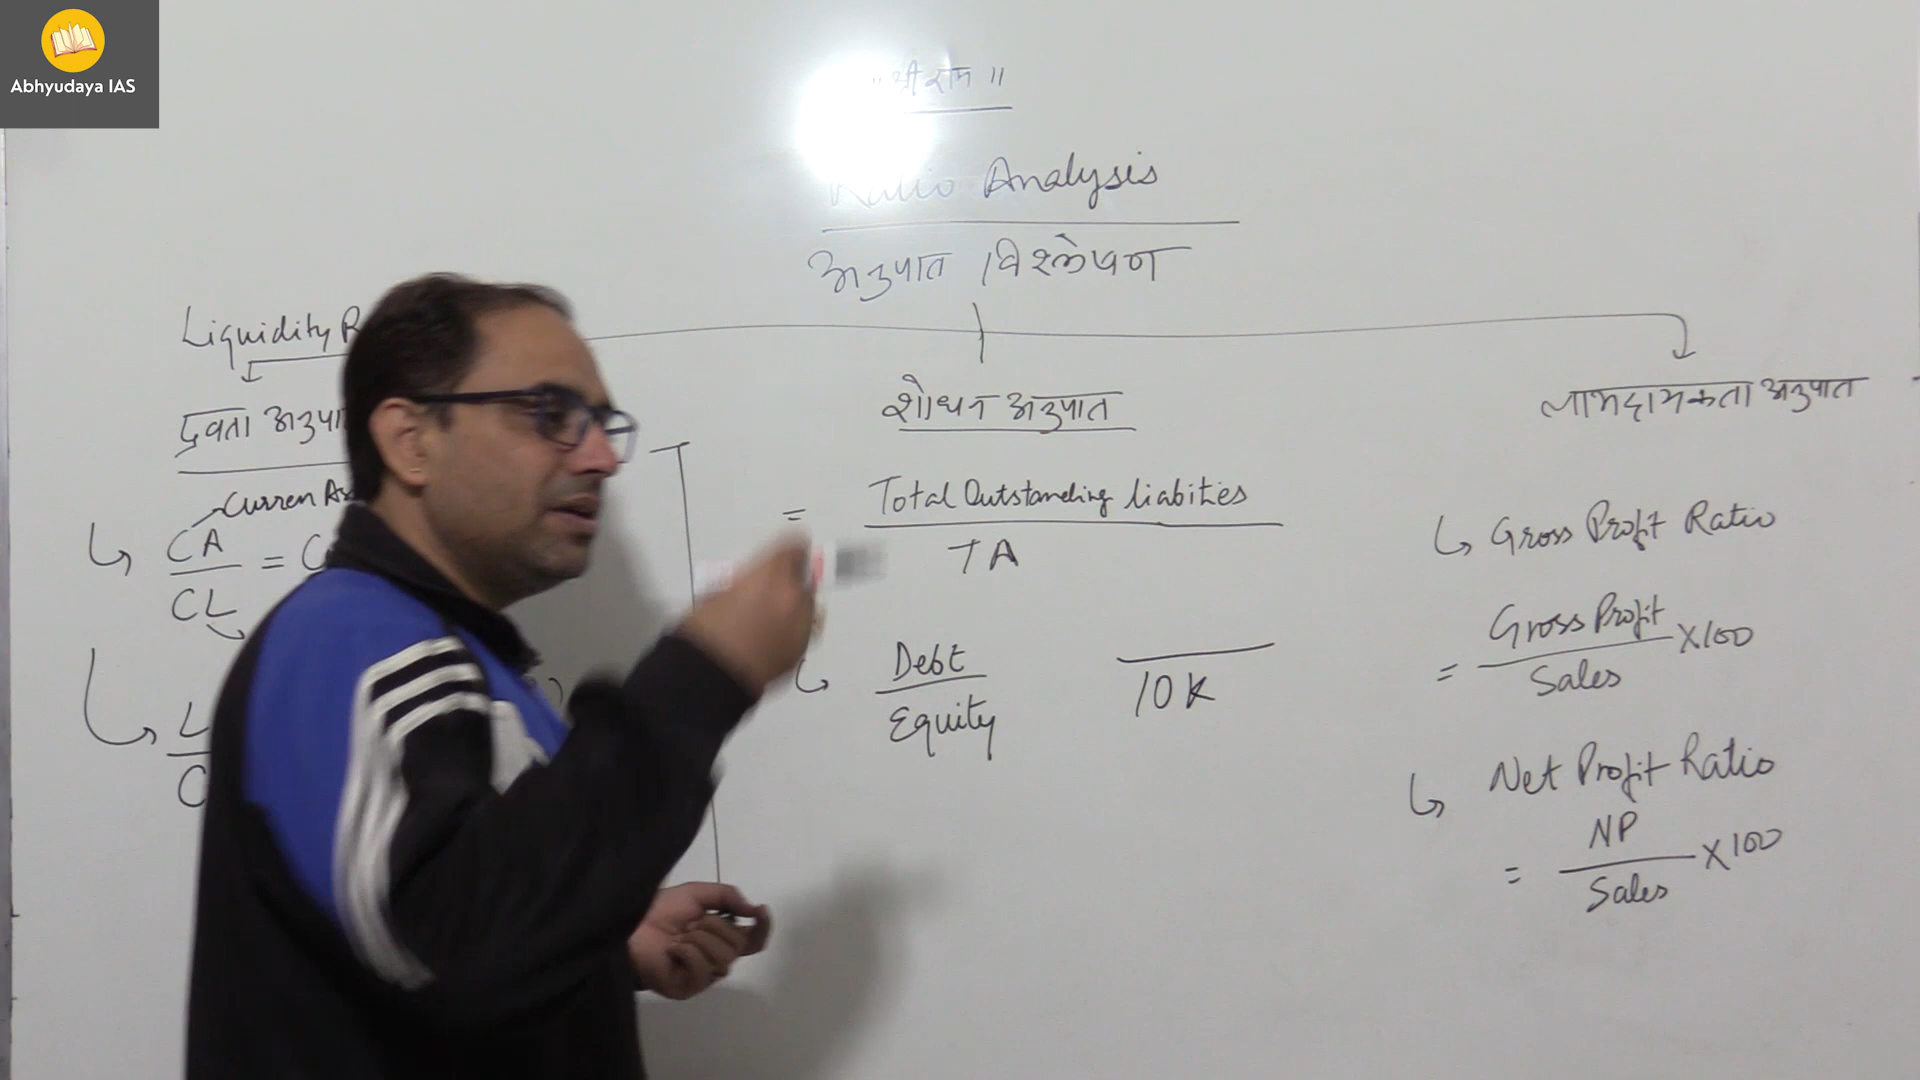 Abhyudaya IAS
"श्री राम"
Ratio Analysis
अनुपात विश्लेषण
Liquidity R
द्रवता अनुपा
Curren As
CA
CL
= C
L
C
शोधन अनुपात
=
Total Outstanding liabities
TA
Debt
Equity
10K
लाभदायकता अनुपात
Gross Profit Ratio
= Gross Profit
Sales
X100
Net Profit Ratio
= NP
Sales
X100